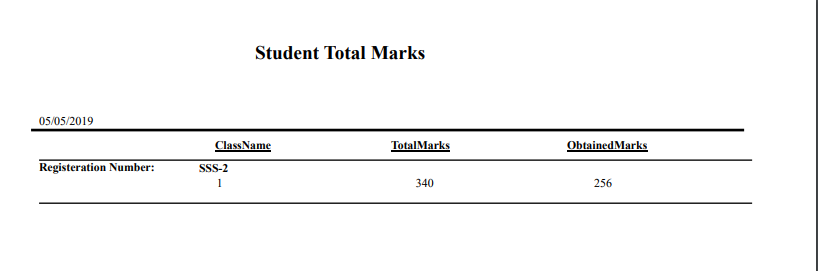 Student Total Marks
05/05/2019
ClassName TotalMarks ObtainedMarks
Registeration Number: SSS-2
1 340 256